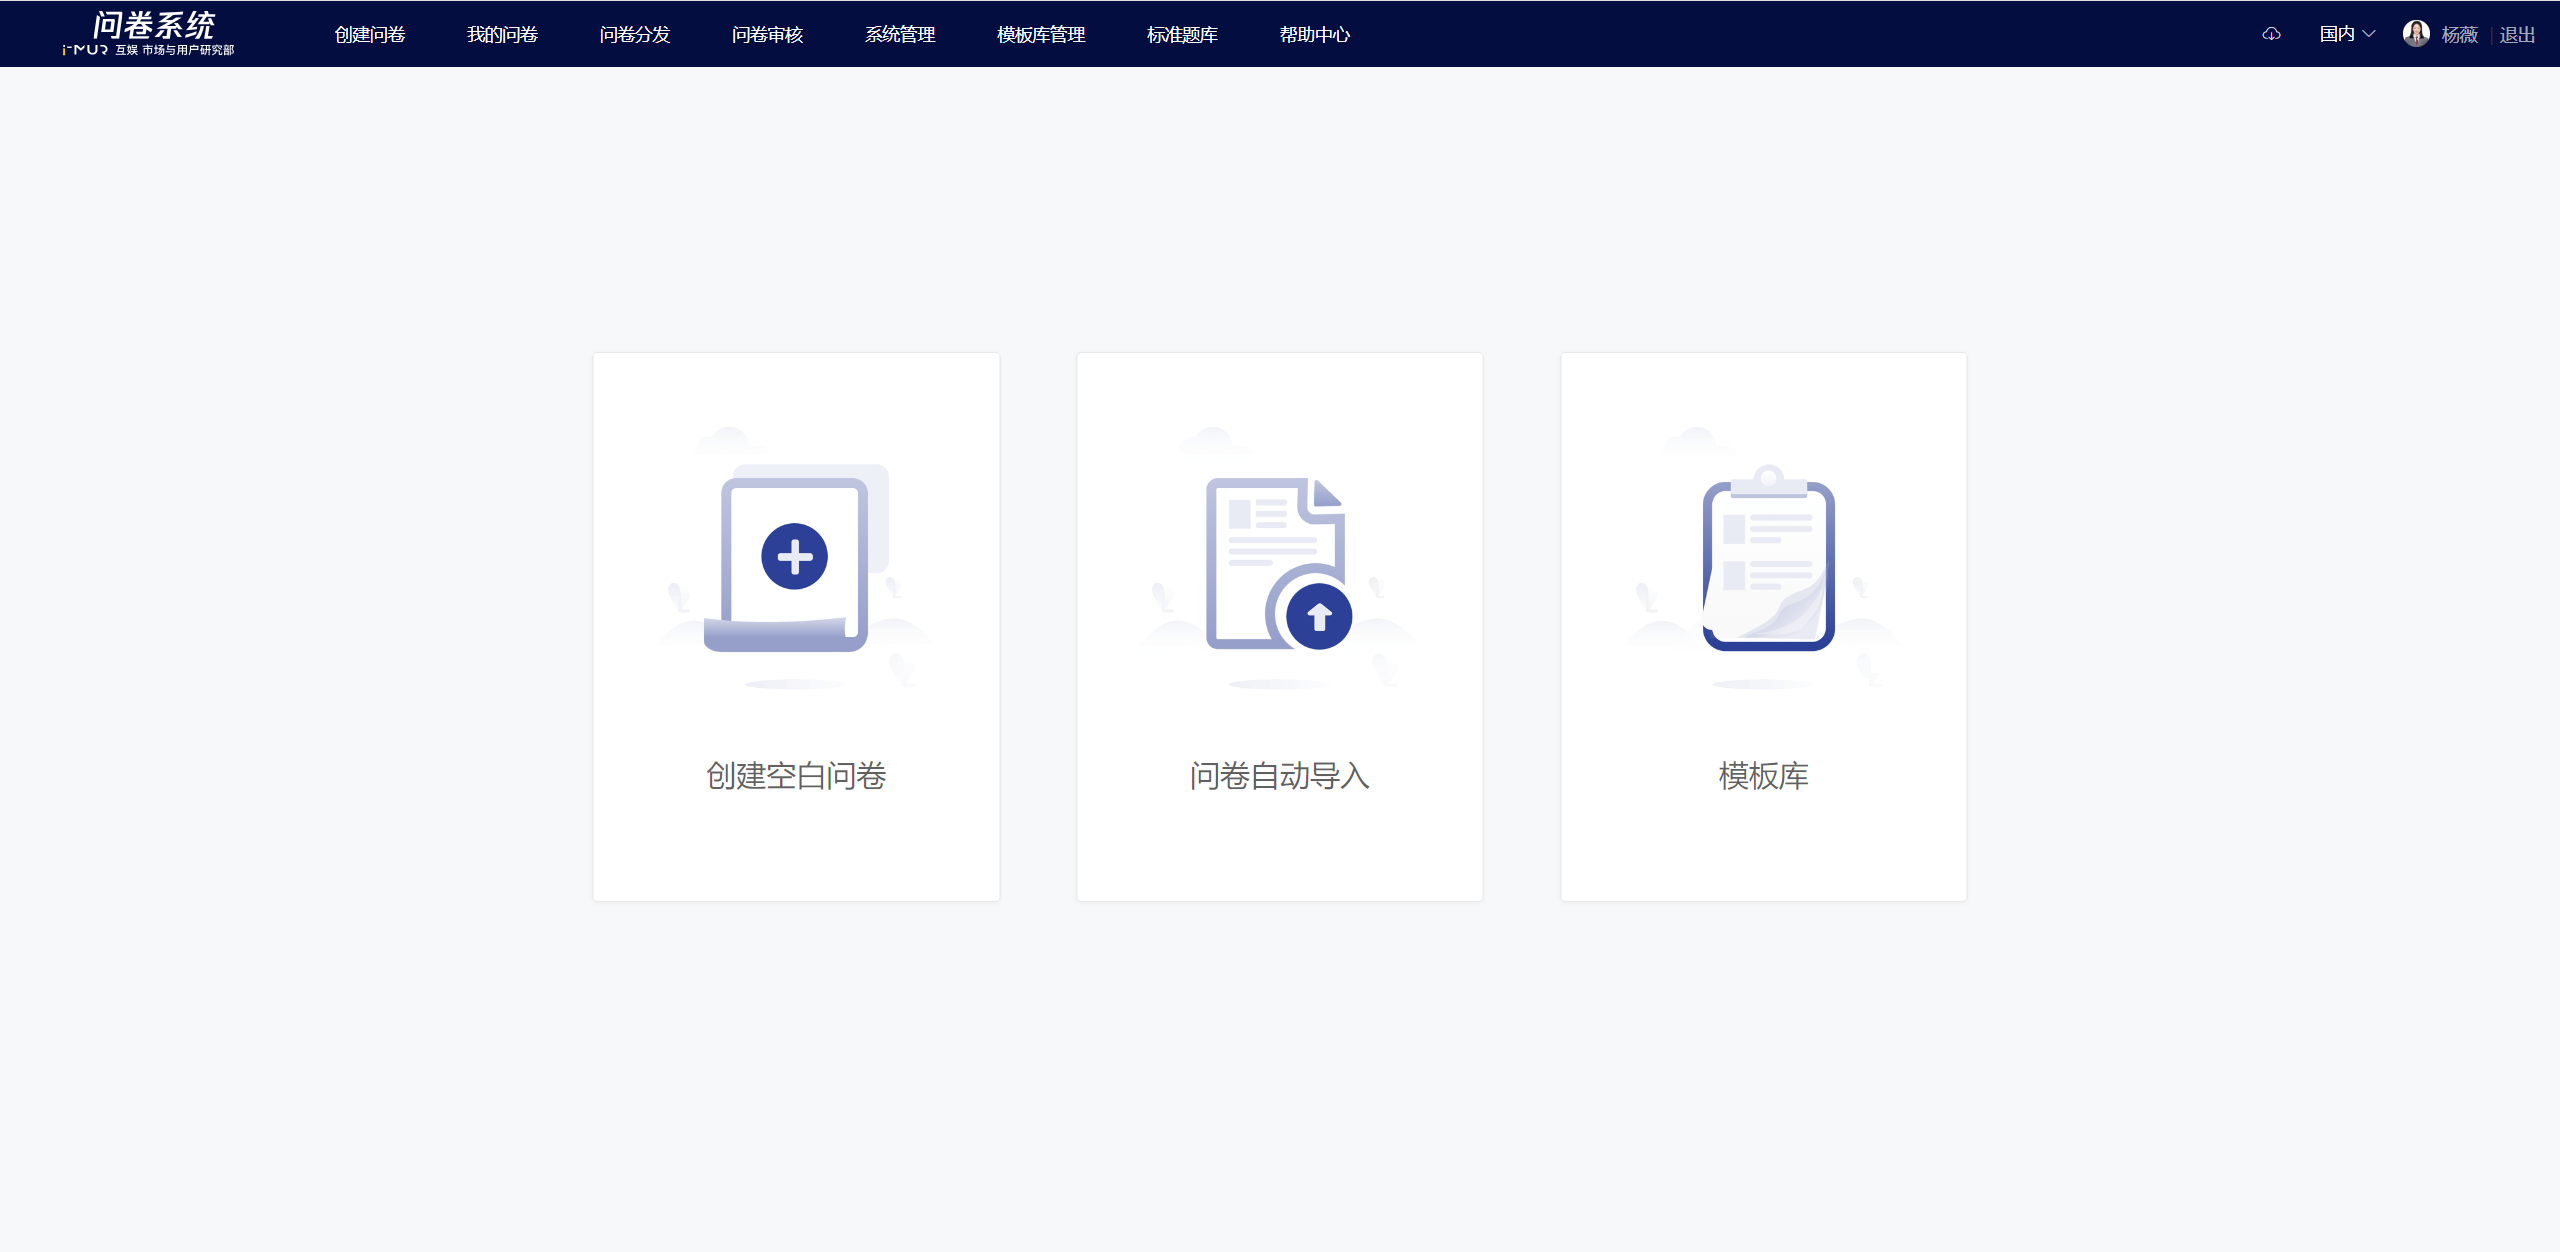 问卷系统
i-MUR 互娱 市场与用户研究部
创建问卷
我的问卷
问卷分发
问卷审核
系统管理
模板库管理
标准题库
帮助中心
国内
杨薇
退出
创建空白问卷
问卷自动导入
模板库